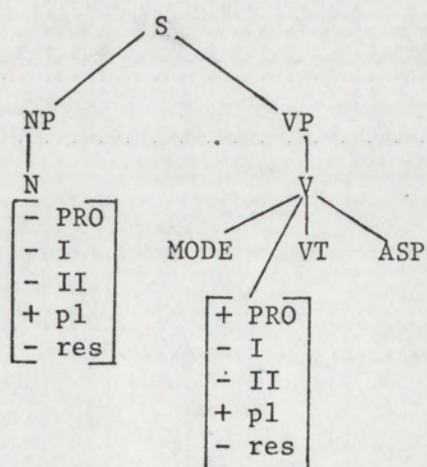 S
NP VP
N V
- PRO
- I
- II
+ pl
- res
MODE VT ASP
+ PRO
- I
- II
+ pl
- res